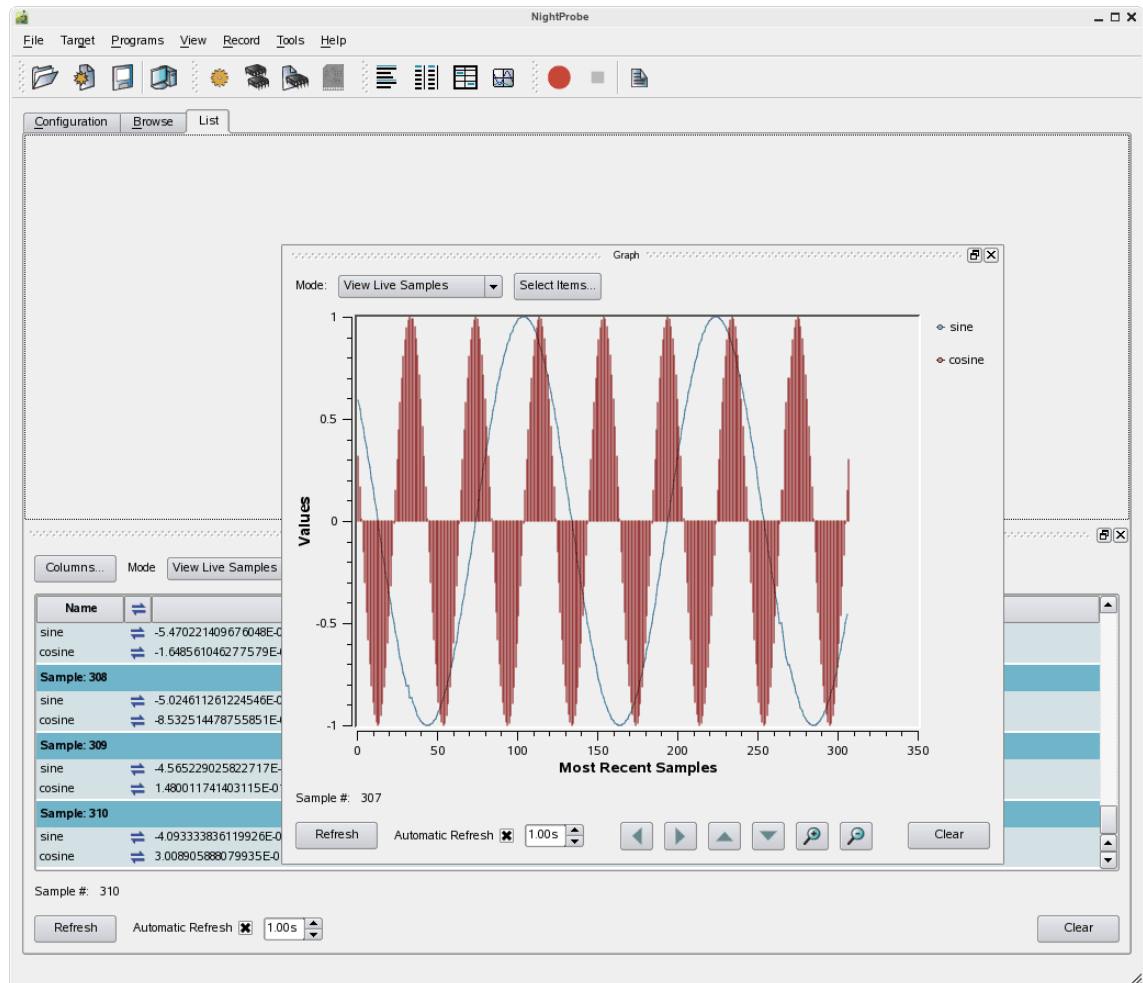 NightProbe
File Target Programs View Record Tools Help
Configuration Browse List
Graph
Mode: View Live Samples Select Items...
sine
cosine
1
0.5
0
-0.5
-1
Values
0 50 100 150 200 250 300 350
Most Recent Samples
Sample #: 307
Refresh Automatic Refresh 1.00s Clear
Columns... Mode View Live Samples
Name
sine -5.470221409676048E-0
cosine -1.648561046277579E-
Sample: 308
sine -5.024611261224546E-0
cosine -8.532514478755851E-
Sample: 309
sine -4.565229025822717E-
cosine 1.480011741403115E-01
Sample: 310
sine -4.093333836119926E-0
cosine 3.008905888079935E-0
Sample #: 310
Refresh Automatic Refresh 1.00s Clear